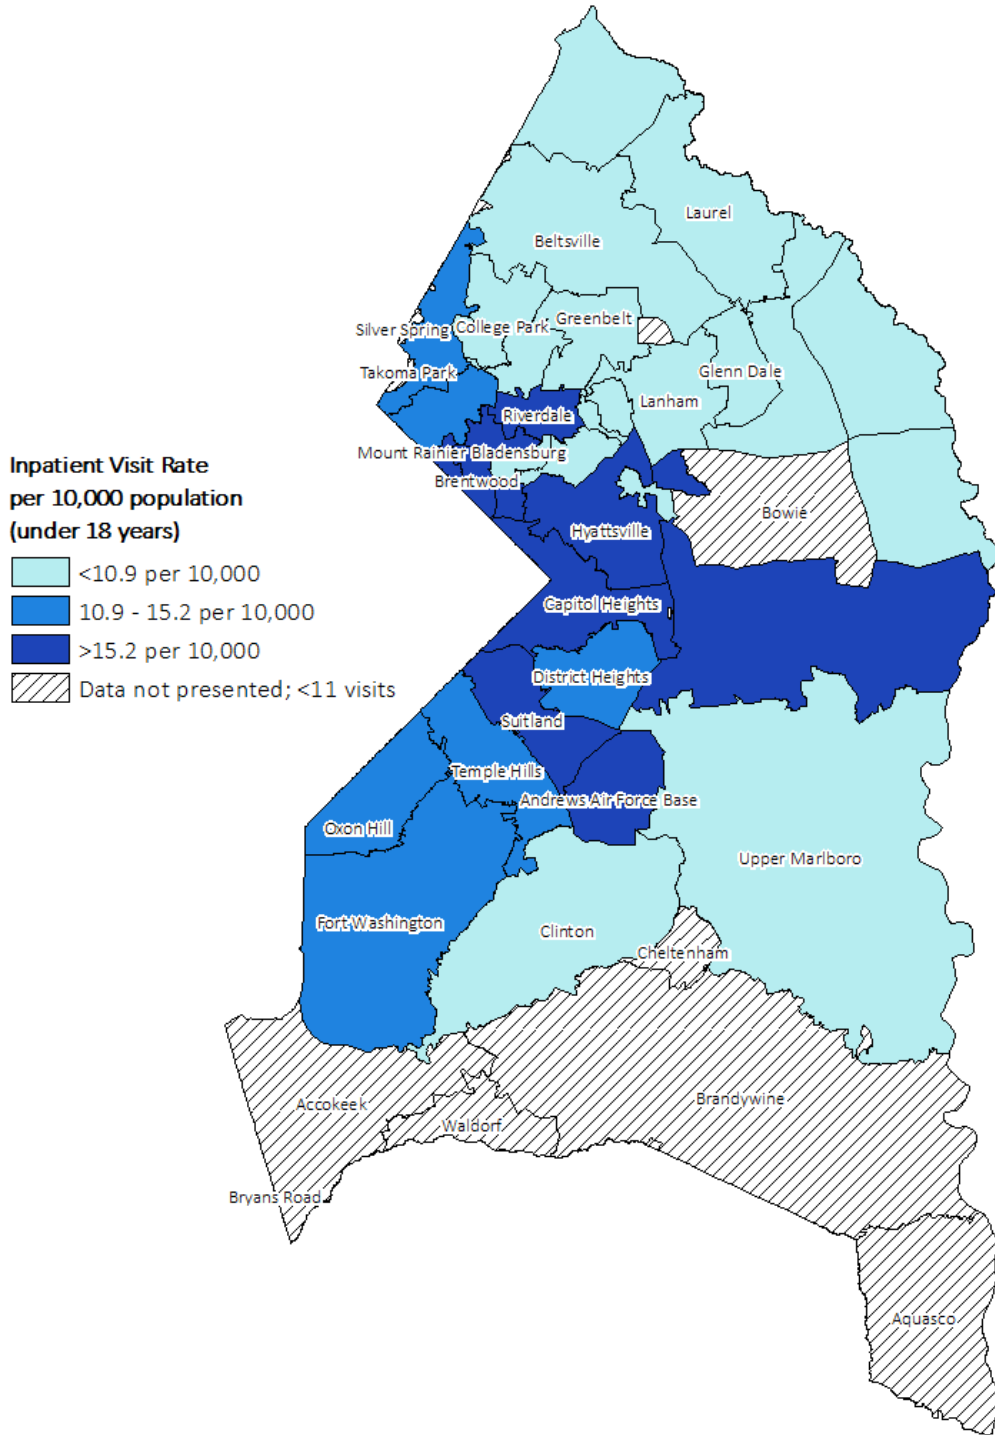 Laurel
Beltsville
Silver Spring
College Park
Greenbelt
Takoma Park
Glenn Dale
Lanham
Riverdale
Mount Rainier
Bladensburg
Brentwood
Bowie
Hyattsville
Capitol Heights
District Heights
Suitland
Temple Hills
Andrews Air Force Base
Oxon Hill
Upper Marlboro
Fort Washington
Clinton
Cheltenham
Accokeek
Brandywine
Waldorf
Bryans Road
Aquasco
Inpatient Visit Rate
per 10,000 population
(under 18 years)
<10.9 per 10,000
10.9 - 15.2 per 10,000
>15.2 per 10,000
Data not presented; <11 visits